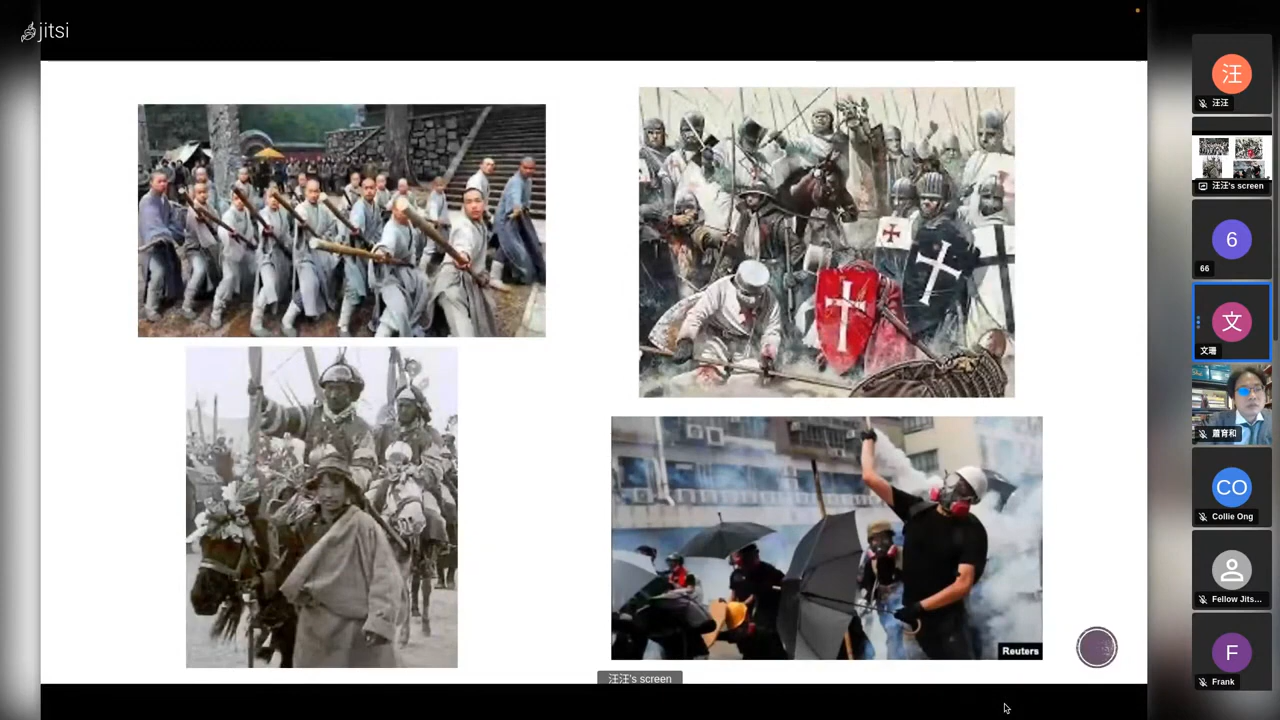 jitsi
Reuters
汪汪's screen
汪
汪汪
汪汪's screen
6
66
文
文珊
蕭育和
CO
Collie Ong
Fellow Jits...
F
Frank